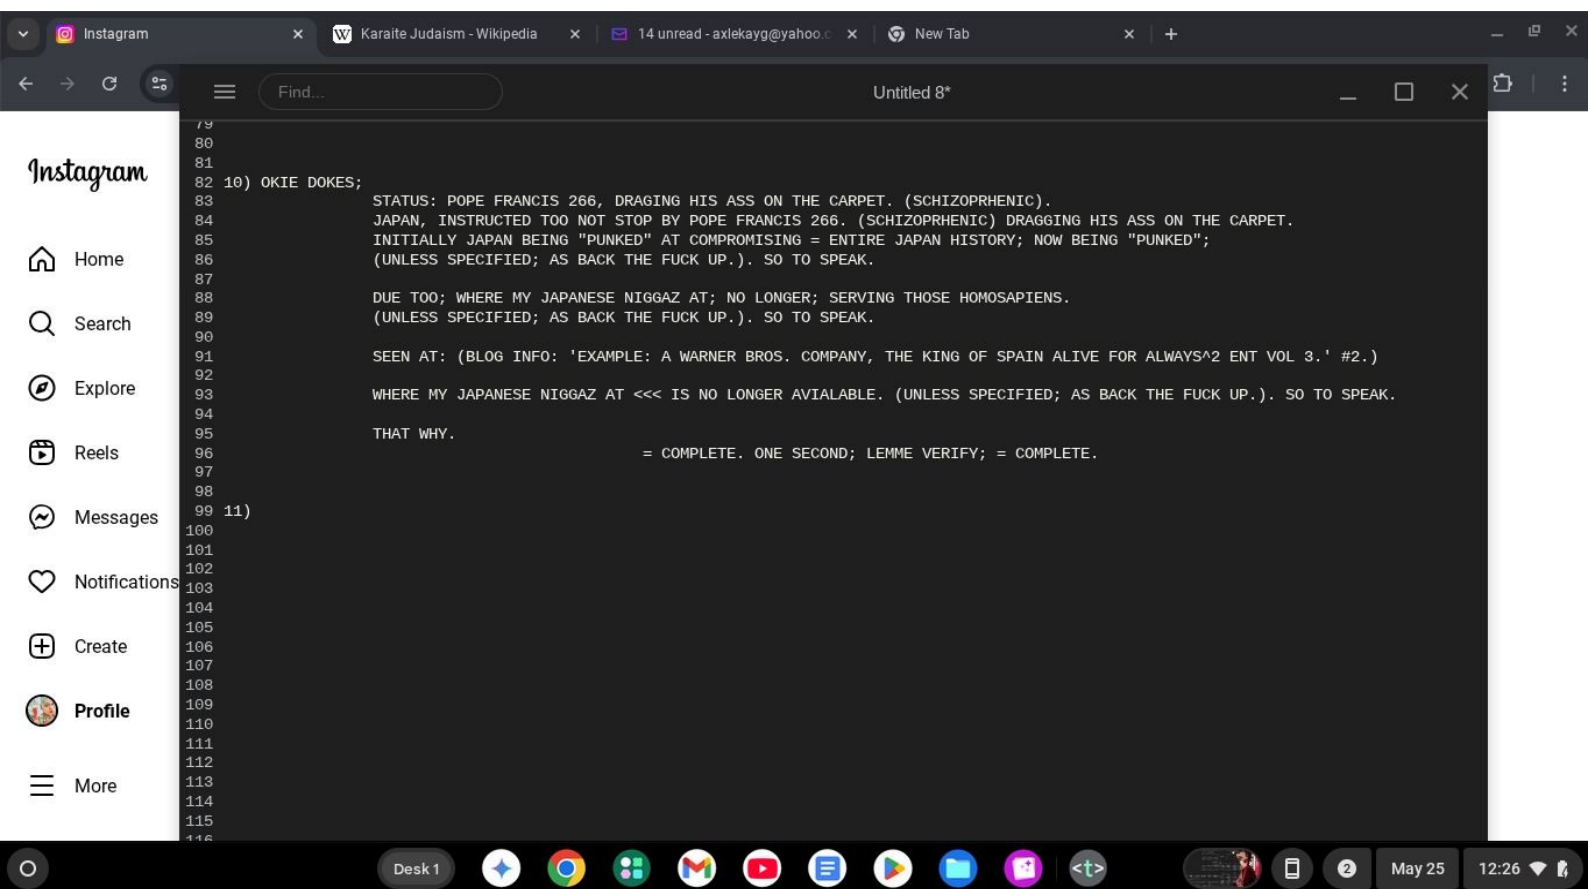 Instagram
Karaite Judaism - Wikipedia
14 unread - axlekayg@yahoo.c
New Tab
Find...
Untitled 8*
Instagram
Home
Search
Explore
Reels
Messages
Notifications
Create
Profile
More
79
80
81
82 10) OKIE DOKES;
83 STATUS: POPE FRANCIS 266, DRAGING HIS ASS ON THE CARPET. (SCHIZOPRHENIC).
84 JAPAN, INSTRUCTED TOO NOT STOP BY POPE FRANCIS 266. (SCHIZOPRHENIC) DRAGGING HIS ASS ON THE CARPET.
85 INITIALLY JAPAN BEING "PUNKED" AT COMPROMISING = ENTIRE JAPAN HISTORY; NOW BEING "PUNKED";
86 (UNLESS SPECIFIED; AS BACK THE FUCK UP.). SO TO SPEAK.
87
88 DUE TOO; WHERE MY JAPANESE NIGGAZ AT; NO LONGER; SERVING THOSE HOMOSAPIENS.
89 (UNLESS SPECIFIED; AS BACK THE FUCK UP.). SO TO SPEAK.
90
91 SEEN AT: (BLOG INFO: 'EXAMPLE: A WARNER BROS. COMPANY, THE KING OF SPAIN ALIVE FOR ALWAYS^2 ENT VOL 3.' #2.)
92
93 WHERE MY JAPANESE NIGGAZ AT <<< IS NO LONGER AVIALABLE. (UNLESS SPECIFIED; AS BACK THE FUCK UP.). SO TO SPEAK.
94
95 THAT WHY.
96 = COMPLETE. ONE SECOND; LEMME VERIFY; = COMPLETE.
97
98
99 11)
100
101
102
103
104
105
106
107
108
109
110
111
112
113
114
115
116
Desk 1
<t>
2
May 25
12:26